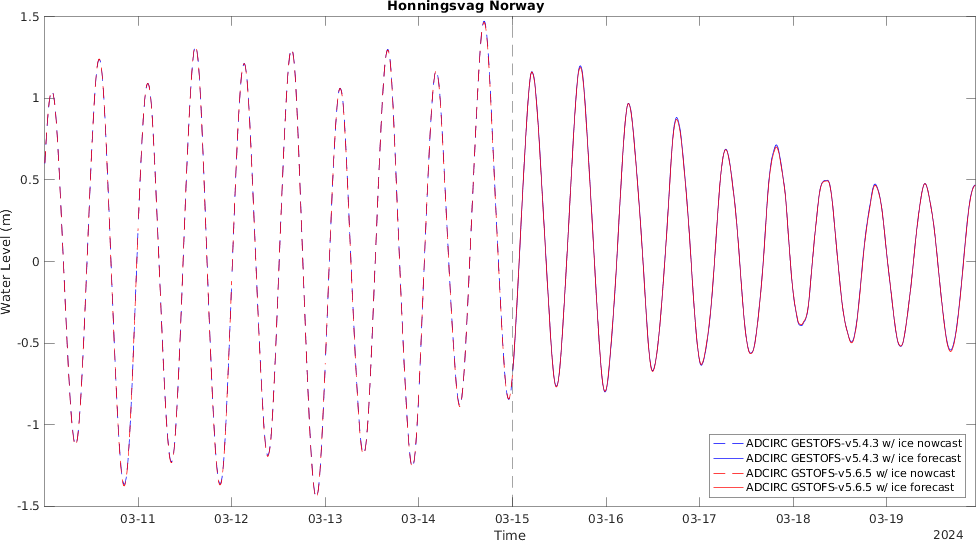 Honningsvag Norway
1.5
1
0.5
0
-0.5
-1
-1.5
Water Level (m)
ADCIRC GESTOFS-v5.4.3 w/ ice nowcast
ADCIRC GESTOFS-v5.4.3 w/ ice forecast
ADCIRC GSTOFS-v5.6.5 w/ ice nowcast
ADCIRC GSTOFS-v5.6.5 w/ ice forecast
03-11 03-12 03-13 03-14 03-15 03-16 03-17 03-18 03-19
Time
2024